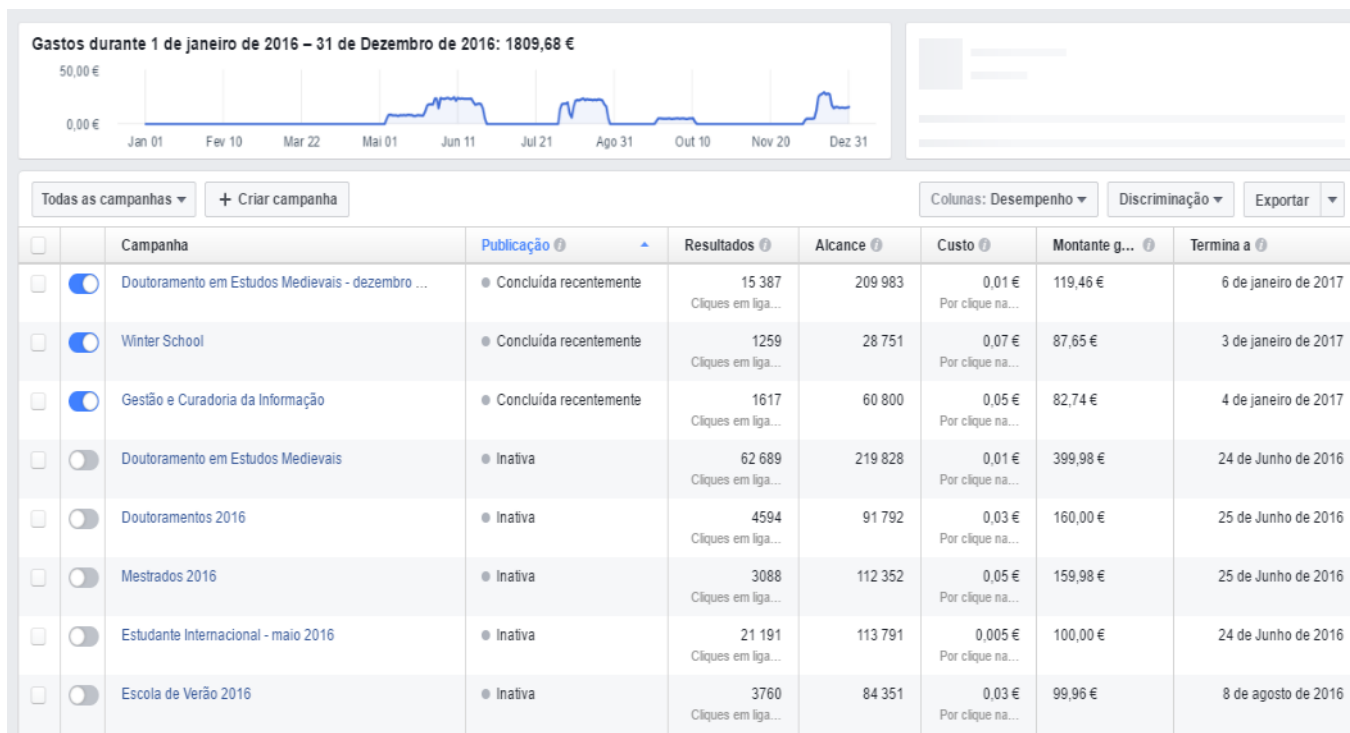 Gastos durante 1 de janeiro de 2016 – 31 de Dezembro de 2016: 1809,68 €
50,00 €
0,00 €
Jan 01 Fev 10 Mar 22 Mai 01 Jun 11 Jul 21 Ago 31 Out 10 Nov 20 Dez 31
Todas as campanhas + Criar campanha Colunas: Desempenho Discriminação Exportar
Campanha Publicação Resultados Alcance Custo Montante g... Termina a
Doutoramento em Estudos Medievais - dezembro ... Concluída recentemente 15 387 209 983 0,01 € 119,46 € 6 de janeiro de 2017
Cliques em liga... Por clique na...
Winter School Concluída recentemente 1259 28 751 0,07 € 87,65 € 3 de janeiro de 2017
Cliques em liga... Por clique na...
Gestão e Curadoria da Informação Concluída recentemente 1617 60 800 0,05 € 82,74 € 4 de janeiro de 2017
Cliques em liga... Por clique na...
Doutoramento em Estudos Medievais Inativa 62 689 219 828 0,01 € 399,98 € 24 de Junho de 2016
Cliques em liga... Por clique na...
Doutoramentos 2016 Inativa 4594 91 792 0,03 € 160,00 € 25 de Junho de 2016
Cliques em liga... Por clique na...
Mestrados 2016 Inativa 3088 112 352 0,05 € 159,98 € 25 de Junho de 2016
Cliques em liga... Por clique na...
Estudante Internacional - maio 2016 Inativa 21 191 113 791 0,005 € 100,00 € 24 de Junho de 2016
Cliques em liga... Por clique na...
Escola de Verão 2016 Inativa 3760 84 351 0,03 € 99,96 € 8 de agosto de 2016
Cliques em liga... Por clique na...